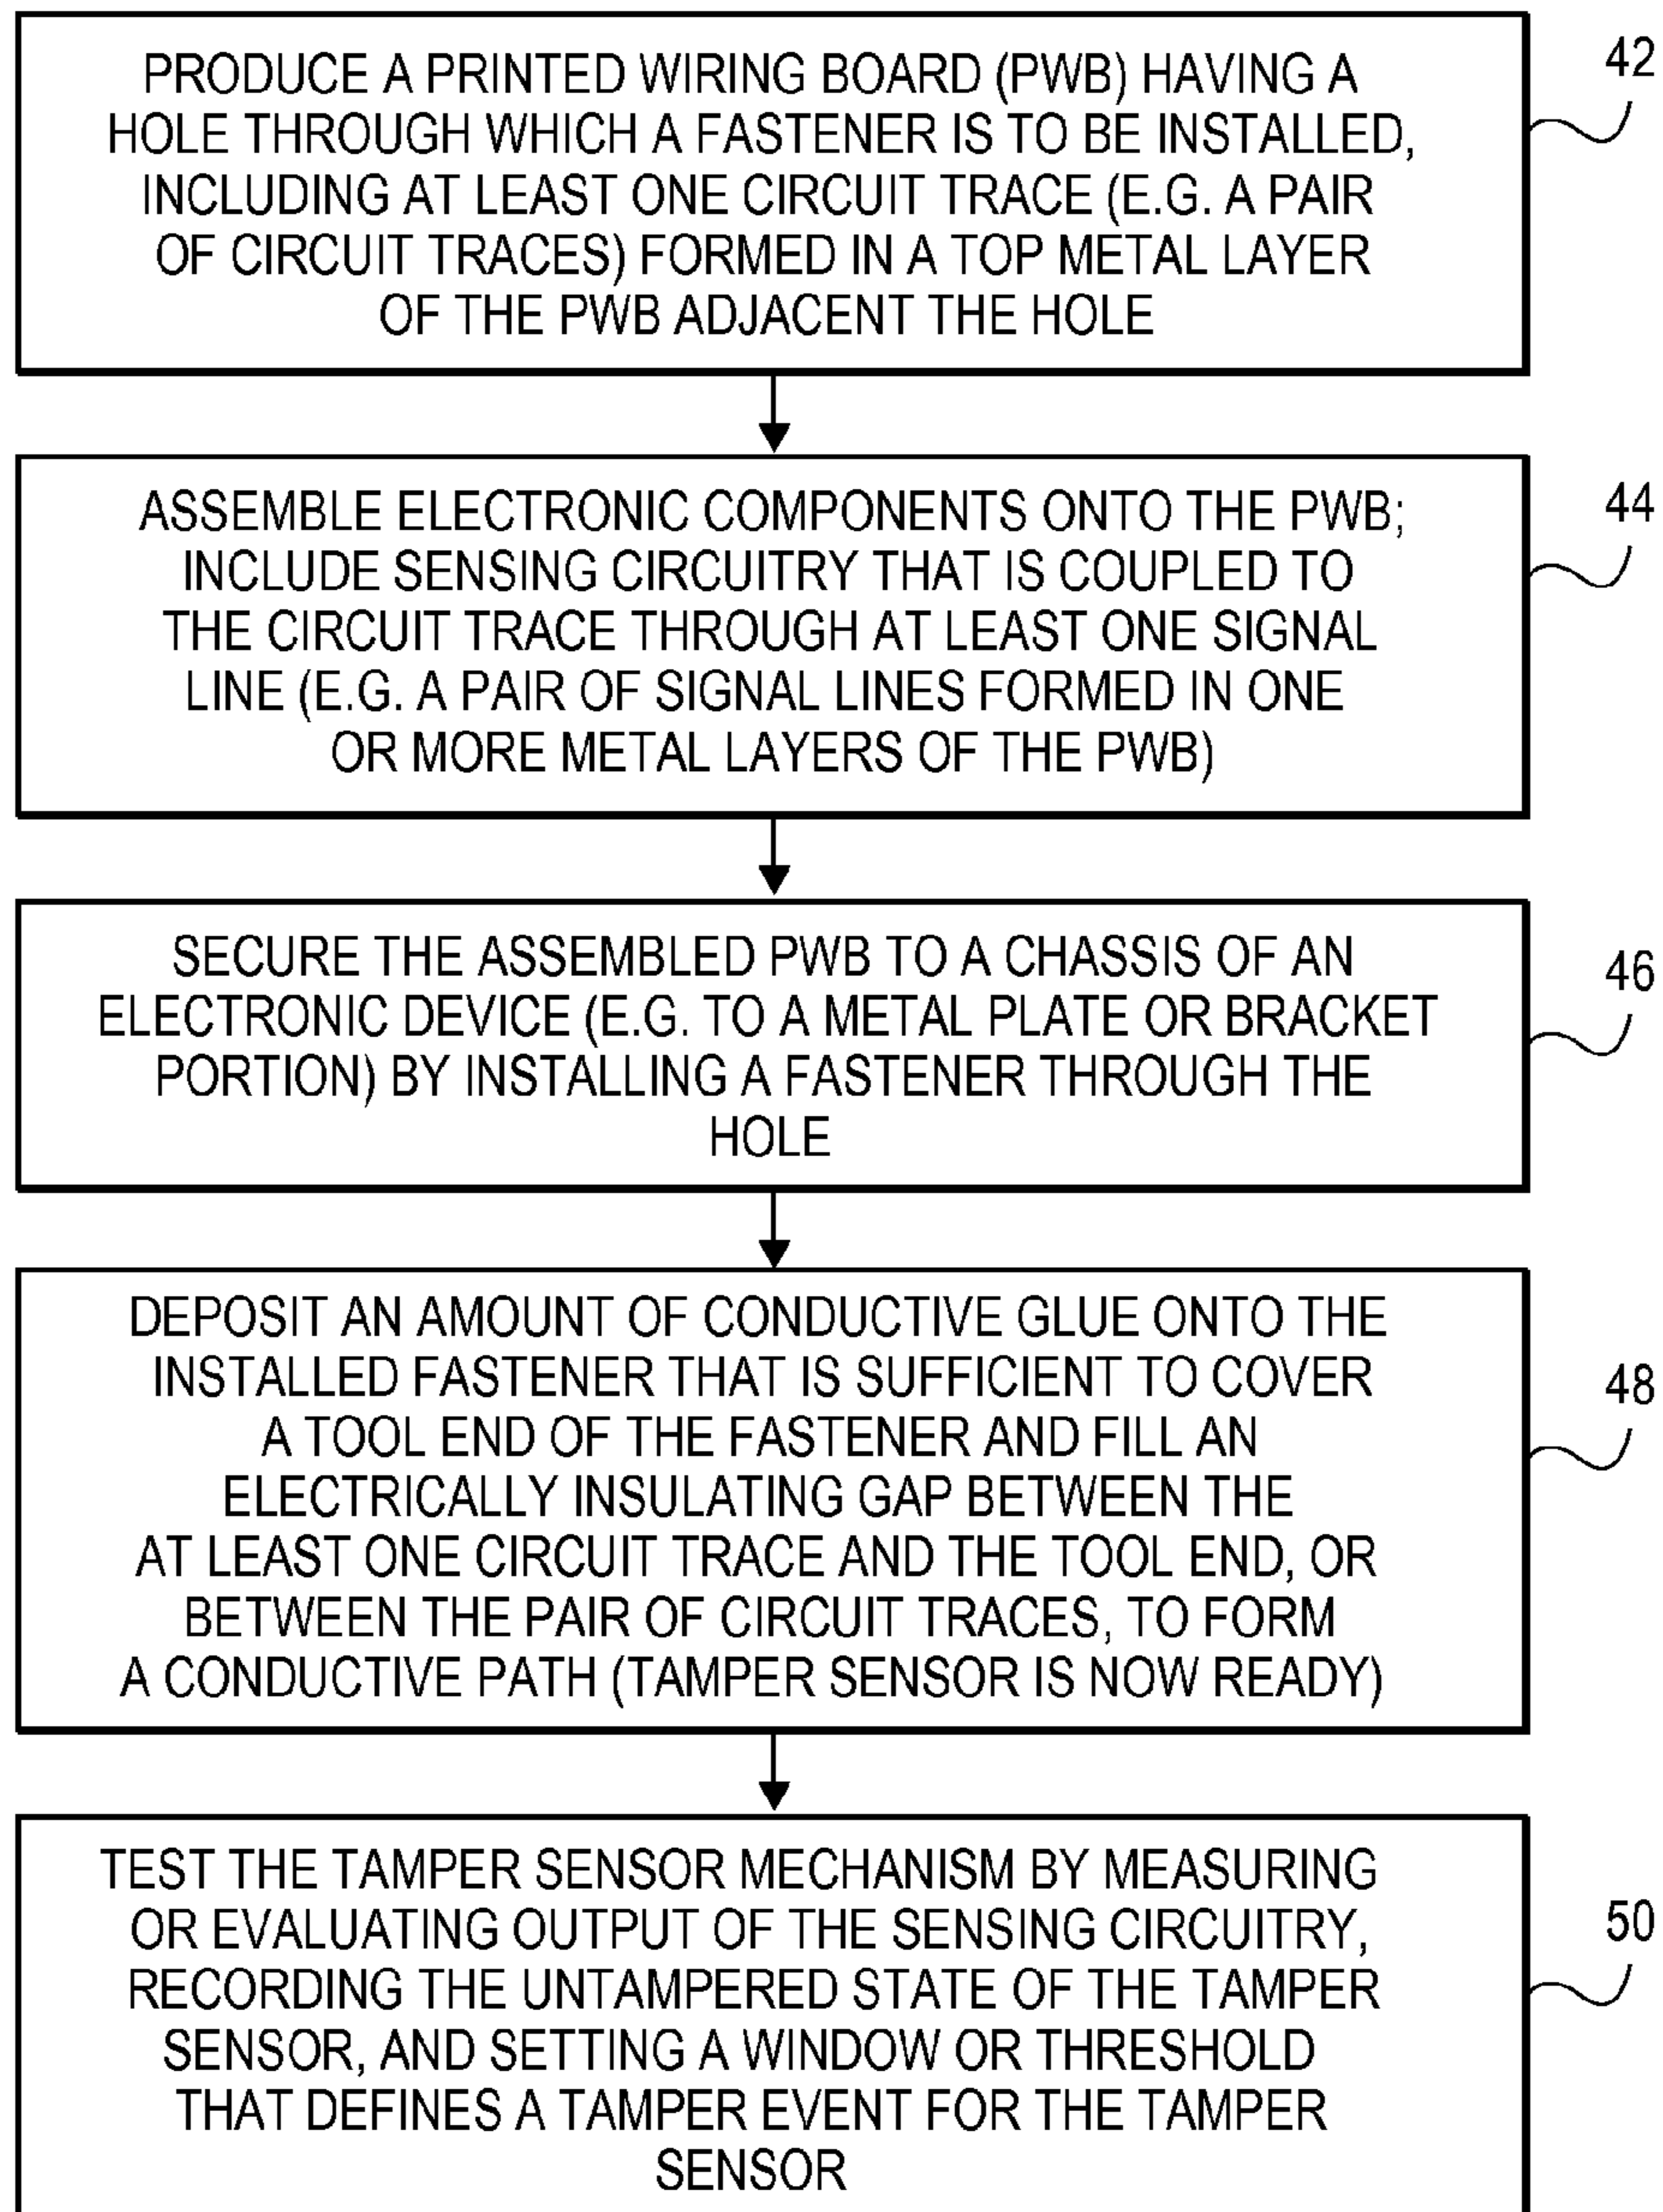 PRODUCE A PRINTED WIRING BOARD (PWB) HAVING A
HOLE THROUGH WHICH A FASTENER IS TO BE INSTALLED,
INCLUDING AT LEAST ONE CIRCUIT TRACE (E.G. A PAIR
OF CIRCUIT TRACES) FORMED IN A TOP METAL LAYER
OF THE PWB ADJACENT THE HOLE
42
ASSEMBLE ELECTRONIC COMPONENTS ONTO THE PWB;
INCLUDE SENSING CIRCUITRY THAT IS COUPLED TO
THE CIRCUIT TRACE THROUGH AT LEAST ONE SIGNAL
LINE (E.G. A PAIR OF SIGNAL LINES FORMED IN ONE
OR MORE METAL LAYERS OF THE PWB)
44
SECURE THE ASSEMBLED PWB TO A CHASSIS OF AN
ELECTRONIC DEVICE (E.G. TO A METAL PLATE OR BRACKET
PORTION) BY INSTALLING A FASTENER THROUGH THE
HOLE
46
DEPOSIT AN AMOUNT OF CONDUCTIVE GLUE ONTO THE
INSTALLED FASTENER THAT IS SUFFICIENT TO COVER
A TOOL END OF THE FASTENER AND FILL AN
ELECTRICALLY INSULATING GAP BETWEEN THE
AT LEAST ONE CIRCUIT TRACE AND THE TOOL END, OR
BETWEEN THE PAIR OF CIRCUIT TRACES, TO FORM
A CONDUCTIVE PATH (TAMPER SENSOR IS NOW READY)
48
TEST THE TAMPER SENSOR MECHANISM BY MEASURING
OR EVALUATING OUTPUT OF THE SENSING CIRCUITRY,
RECORDING THE UNTAMPERED STATE OF THE TAMPER
SENSOR, AND SETTING A WINDOW OR THRESHOLD
THAT DEFINES A TAMPER EVENT FOR THE TAMPER
SENSOR
50